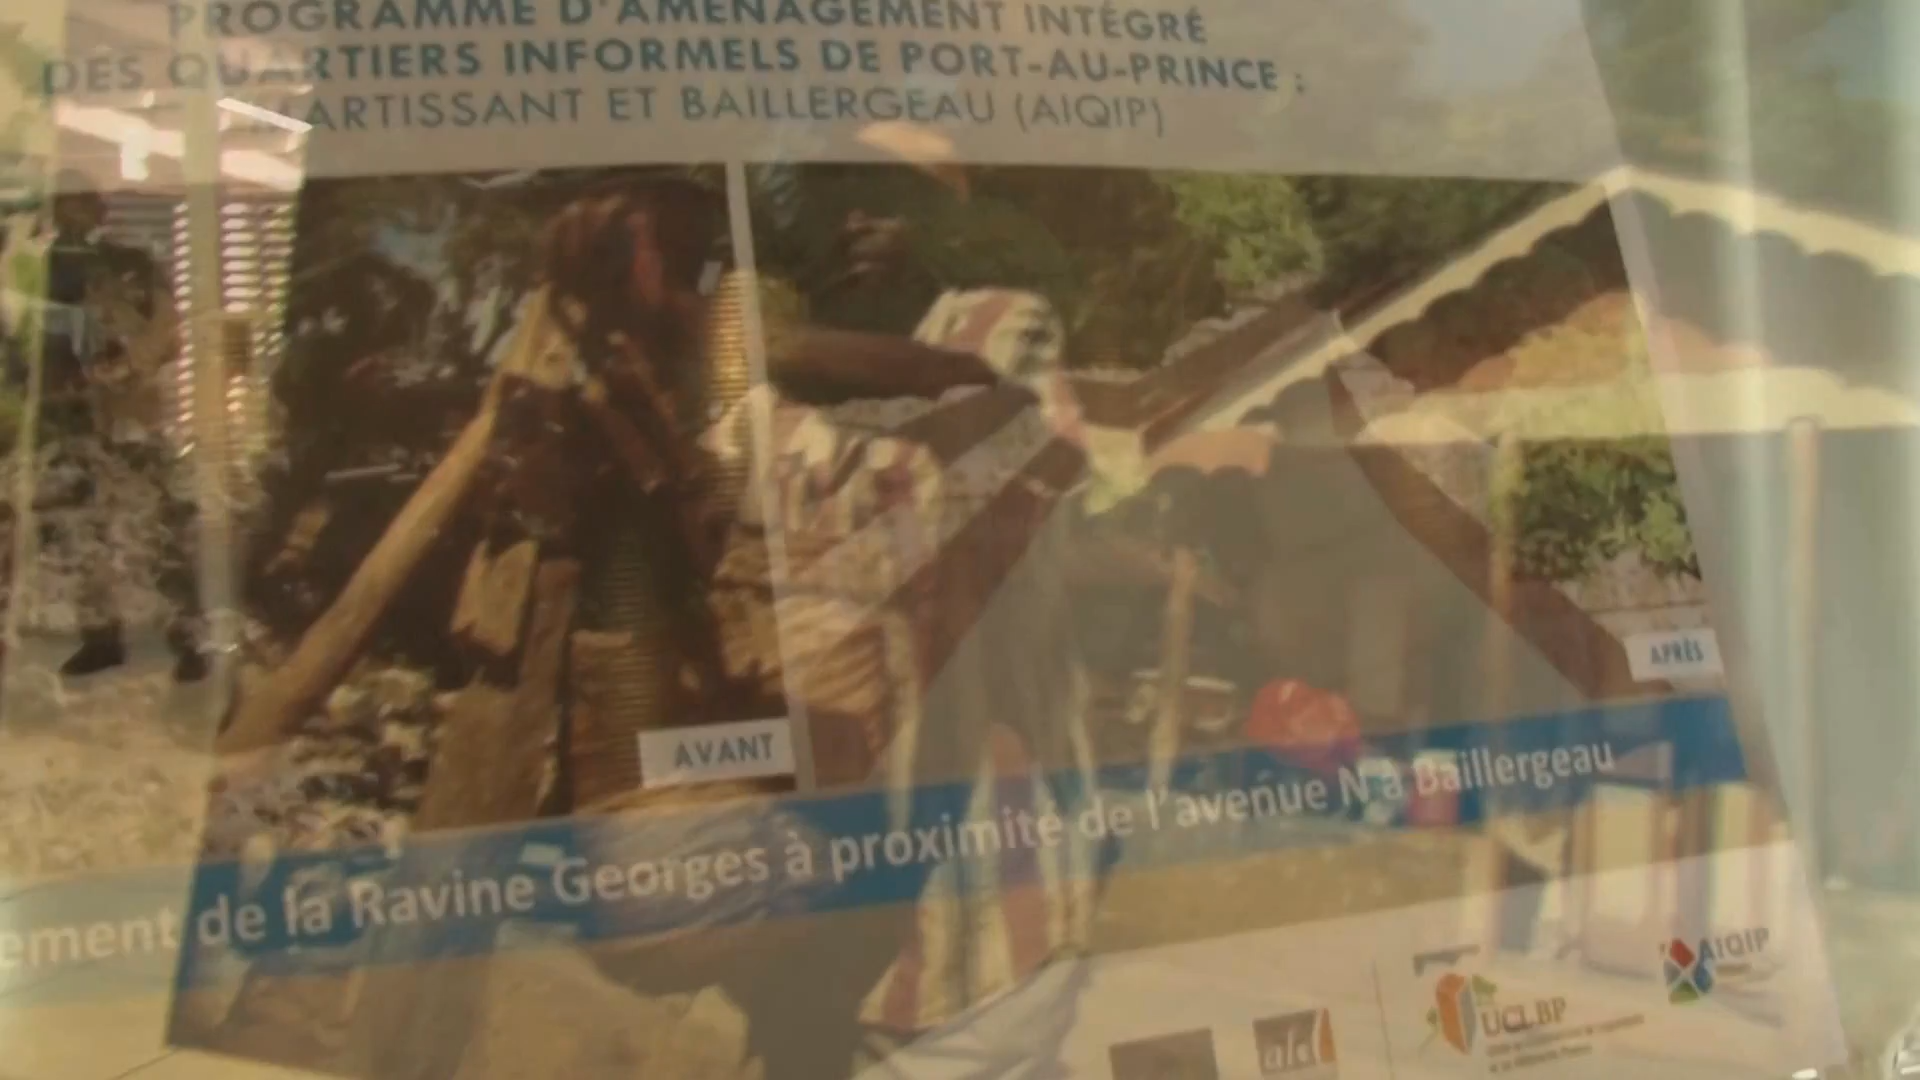 PROGRAMME D'AMÉNAGEMENT INTÉGRÉ
DES QUARTIERS INFORMELS DE PORT-AU-PRINCE :
MARTISSANT ET BAILLERGEAU (AIQIP)
AVANT
APRÈS
ement de la Ravine Georges à proximité de l'avenue N à Baillergeau
UCLBP
AIQIP